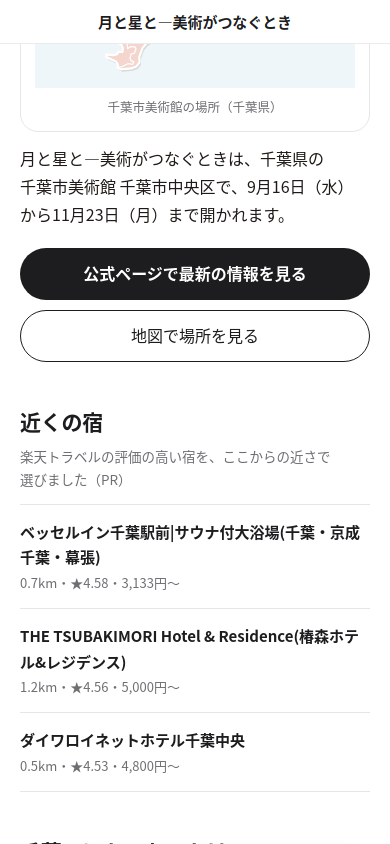 月と星と―美術がつなぐとき
千葉市美術館の場所（千葉県）
月と星と―美術がつなぐときは、千葉県の
千葉市美術館 千葉市中央区で、9月16日（水）
から11月23日（月）まで開かれます。
公式ページで最新の情報を見る
地図で場所を見る
近くの宿
楽天トラベルの評価の高い宿を、ここからの近さで
選びました（PR）
ベッセルイン千葉駅前|サウナ付大浴場(千葉・京成
千葉・幕張)
0.7km・★4.58・3,133円〜
THE TSUBAKIMORI Hotel & Residence(椿森ホテ
ル&レジデンス)
1.2km・★4.56・5,000円〜
ダイワロイネットホテル千葉中央
0.5km・★4.53・4,800円〜